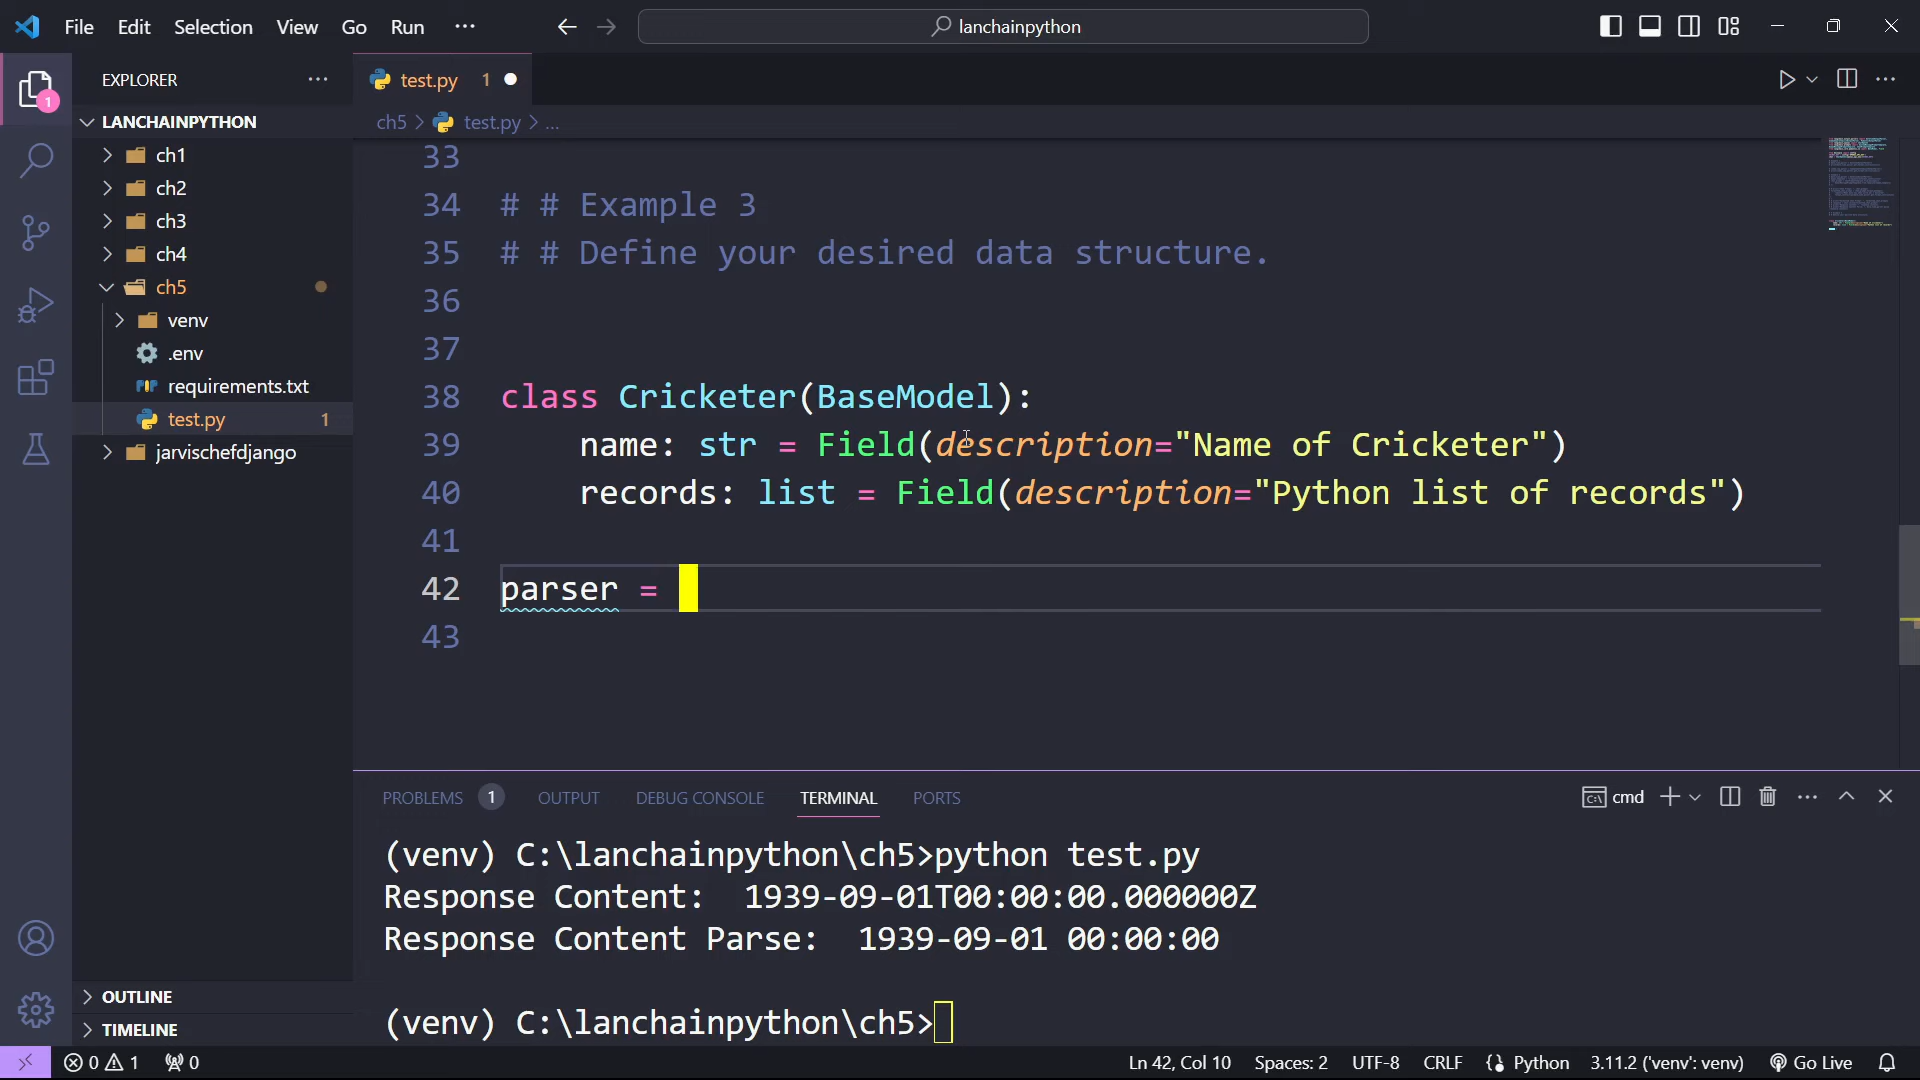 File Edit Selection View Go Run ...
lanchainpython
EXPLORER
LANCHAINPYTHON
ch1
ch2
ch3
ch4
ch5
venv
.env
requirements.txt
test.py 1
jarvischefdjango
OUTLINE
TIMELINE
1
test.py 1
ch5 > test.py > ...
33
34 # # Example 3
35 # # Define your desired data structure.
36
37
38 class Cricketer(BaseModel):
39 name: str = Field(description="Name of Cricketer")
40 records: list = Field(description="Python list of records")
41
42 parser =
43
PROBLEMS 1 OUTPUT DEBUG CONSOLE TERMINAL PORTS
cmd
(venv) C:\lanchainpython\ch5>python test.py
Response Content:  1939-09-01T00:00:00.000000Z
Response Content Parse:  1939-09-01 00:00:00
(venv) C:\lanchainpython\ch5>
0 1 0 Ln 42, Col 10 Spaces: 2 UTF-8 CRLF Python 3.11.2 ('venv': venv) Go Live